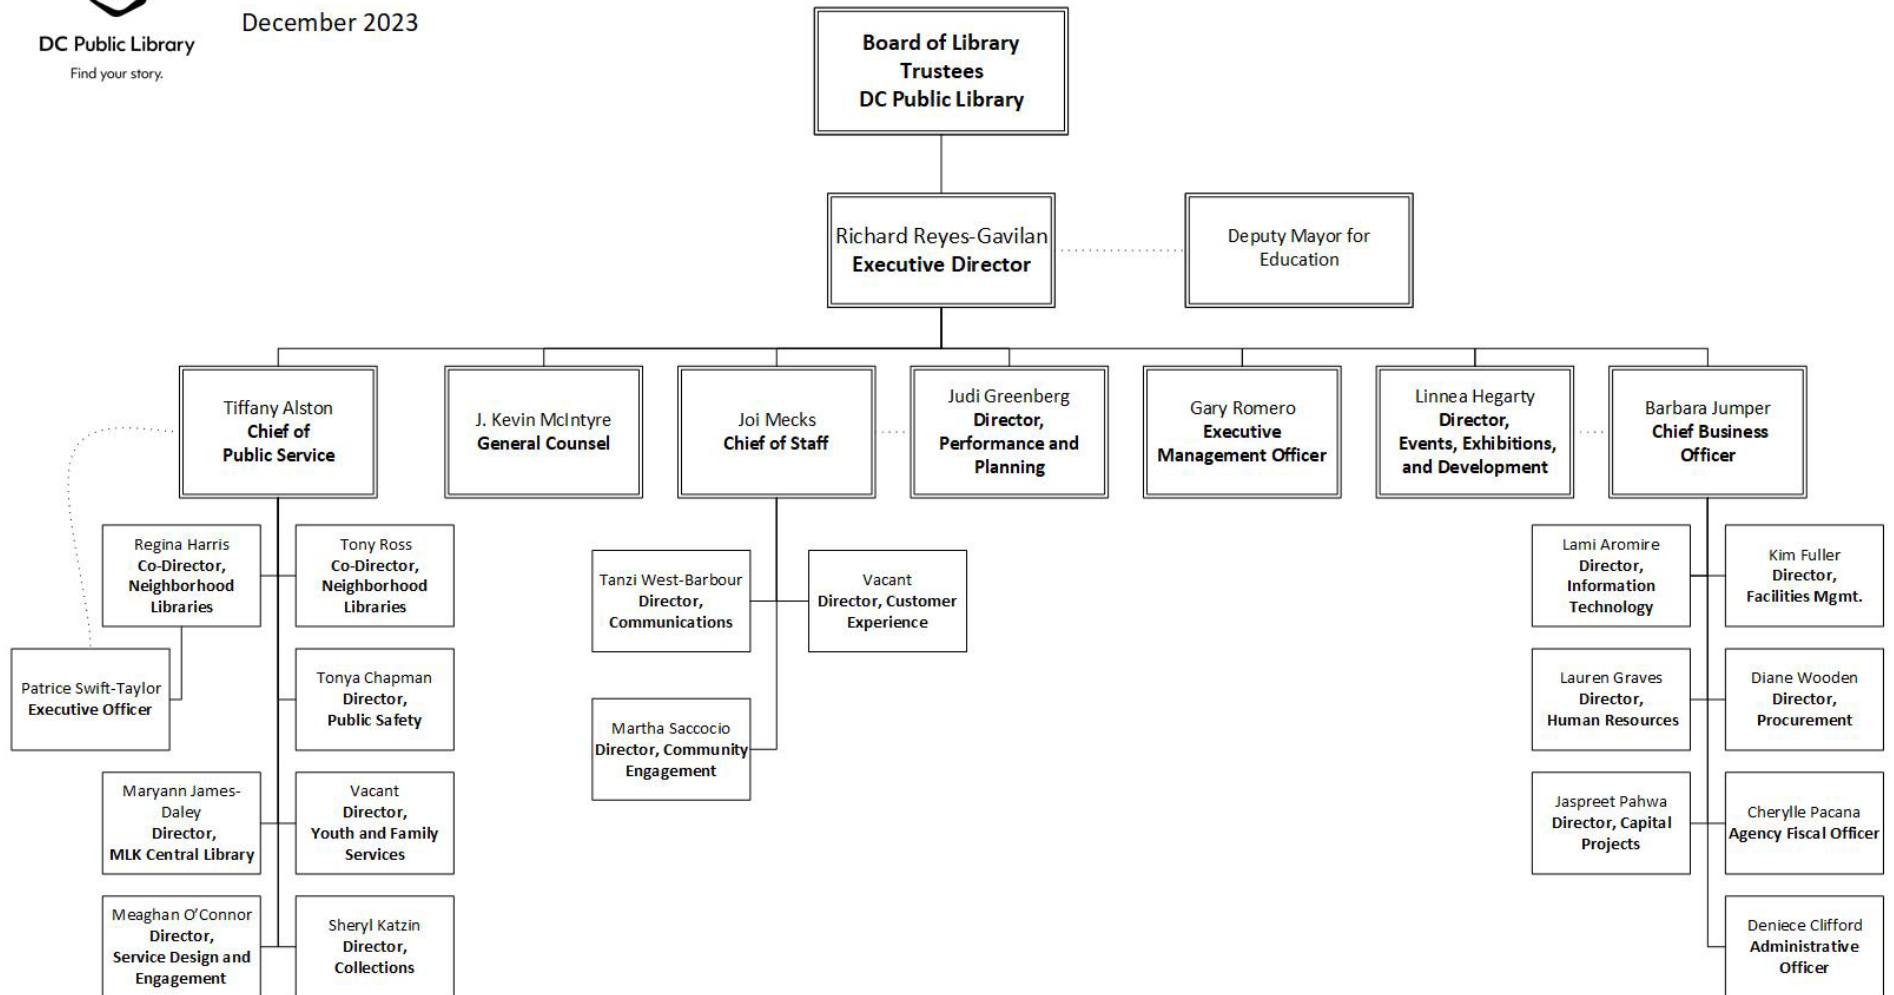 December 2023
DC Public Library
Find your story.
Board of Library
Trustees
DC Public Library
Richard Reyes-Gavilan
Executive Director
Deputy Mayor for
Education
Tiffany Alston
Chief of
Public Service
J. Kevin McIntyre
General Counsel
Joi Mecks
Chief of Staff
Judi Greenberg
Director,
Performance and
Planning
Gary Romero
Executive
Management Officer
Linnea Hegarty
Director,
Events, Exhibitions,
and Development
Barbara Jumper
Chief Business
Officer
Regina Harris
Co-Director,
Neighborhood
Libraries
Tony Ross
Co-Director,
Neighborhood
Libraries
Patrice Swift-Taylor
Executive Officer
Tonya Chapman
Director,
Public Safety
Maryann James-
Daley
Director,
MLK Central Library
Vacant
Director,
Youth and Family
Services
Meaghan O’Connor
Director,
Service Design and
Engagement
Sheryl Katzin
Director,
Collections
Tanzi West-Barbour
Director,
Communications
Vacant
Director, Customer
Experience
Martha Saccocio
Director, Community
Engagement
Lami Aromire
Director,
Information
Technology
Kim Fuller
Director,
Facilities Mgmt.
Lauren Graves
Director,
Human Resources
Diane Wooden
Director,
Procurement
Jaspreet Pahwa
Director, Capital
Projects
Cherylle Pacana
Agency Fiscal Officer
Deniece Clifford
Administrative
Officer